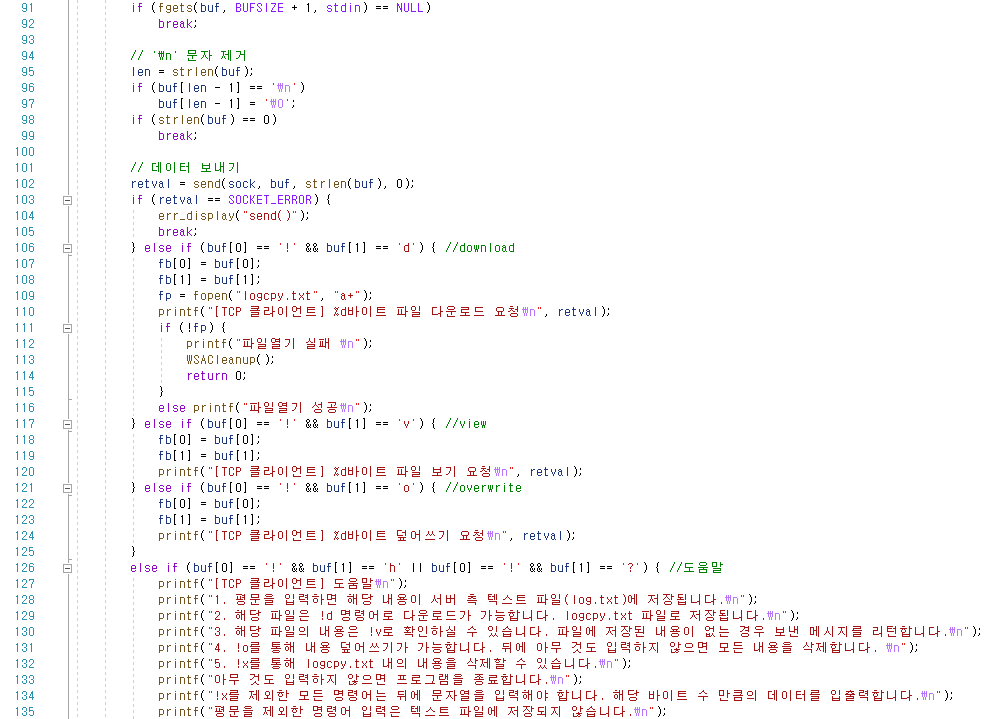 91 if (fgets(buf, BUFSIZE + 1, stdin) == NULL)
92 break;
93
94 // '₩n' 문자 제거
95 len = strlen(buf);
96 if (buf[len - 1] == '₩n')
97 buf[len - 1] = '₩0';
98 if (strlen(buf) == 0)
99 break;
100
101 // 데이터 보내기
102 retval = send(sock, buf, strlen(buf), 0);
103 if (retval == SOCKET_ERROR) {
104 err_display("send()");
105 break;
106 } else if (buf[0] == '!' && buf[1] == 'd') { //download
107 fb[0] = buf[0];
108 fb[1] = buf[1];
109 fp = fopen("logcpy.txt", "a+");
110 printf("[TCP 클라이언트] %d바이트 파일 다운로드 요청₩n", retval);
111 if (!fp) {
112 printf("파일열기 실패 ₩n");
113 WSACleanup();
114 return 0;
115 }
116 else printf("파일열기 성공₩n");
117 } else if (buf[0] == '!' && buf[1] == 'v') { //view
118 fb[0] = buf[0];
119 fb[1] = buf[1];
120 printf("[TCP 클라이언트] %d바이트 파일 보기 요청₩n", retval);
121 } else if (buf[0] == '!' && buf[1] == 'o') { //overwrite
122 fb[0] = buf[0];
123 fb[1] = buf[1];
124 printf("[TCP 클라이언트] %d바이트 덮어쓰기 요청₩n", retval);
125 }
126 else if (buf[0] == '!' && buf[1] == 'h' || buf[0] == '!' && buf[1] == '?') { //도움말
127 printf("[TCP 클라이언트] 도움말₩n");
128 printf("1. 평문을 입력하면 해당 내용이 서버 측 텍스트 파일(log.txt)에 저장됩니다.₩n");
129 printf("2. 해당 파일은 !d 명령어로 다운로드가 가능합니다. logcpy.txt 파일로 저장됩니다.₩n");
130 printf("3. 해당 파일의 내용은 !v로 확인하실 수 있습니다. 파일에 저장된 내용이 없는 경우 보낸 메시지를 리턴합니다.₩n");
131 printf("4. !o를 통해 내용 덮어쓰기가 가능합니다. 뒤에 아무 것도 입력하지 않으면 모든 내용을 삭제합니다. ₩n");
132 printf("5. !x를 통해 logcpy.txt 내의 내용을 삭제할 수 있습니다.₩n");
133 printf("아무 것도 입력하지 않으면 프로그램을 종료합니다.₩n");
134 printf("!x를 제외한 모든 명령어는 뒤에 문자열을 입력해야 합니다. 해당 바이트 수 만큼의 데이터를 입출력합니다.₩n");
135 printf("평문을 제외한 명령어 입력은 텍스트 파일에 저장되지 않습니다.₩n");